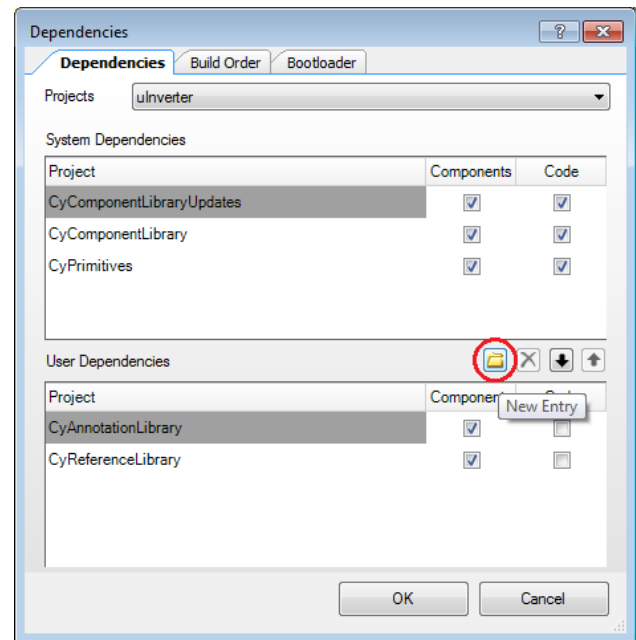 Dependencies
Dependencies Build Order Bootloader
Projects uInverter
System Dependencies
Project Components Code
CyComponentLibraryUpdates
CyComponentLibrary
CyPrimitives
User Dependencies
Project Component
New Entry
CyAnnotationLibrary
CyReferenceLibrary
OK Cancel